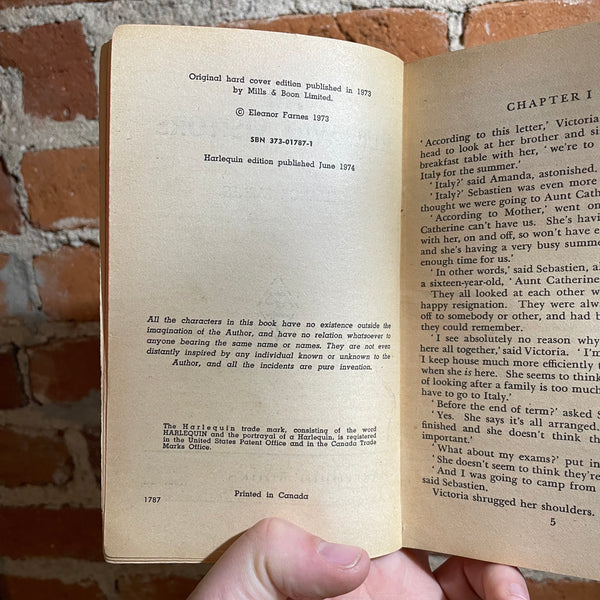 Original hard cover edition published in 1973
by Mills & Boon Limited.
© Eleanor Farnes 1973
SBN 373-01787-1
Harlequin edition published June 1974
All the characters in this book have no existence outside the
imagination of the Author, and have no relation whatsoever to
anyone bearing the same name or names. They are not even
distantly inspired by any individual known or unknown to the
Author, and all the incidents are pure invention.
The Harlequin trade mark, consisting of the word
HARLEQUIN and the portrayal of a Harlequin, is registered
in the United States Patent Office and in the Canada Trade
Marks Office.
1787
Printed in Canada
CHAPTER I
'According to this letter,' Victoria
head to look at her brother and si
breakfast table with her, 'we're to
Italy for the summer.'
'Italy?' said Amanda, astonished.
'Italy?' Sebastien was even more
thought we were going to Aunt Cath
'According to Mother,' went on
Catherine can't have us. She's havin
with her, on and off, so won't have e
and she's having a very busy summe
enough time for us.'
'In other words,' said Sebastien, a
a sixteen-year-old, 'Aunt Catherine
They all looked at each other w
happy resignation. They were alwa
off to somebody or other, and had b
they could remember.
'I see absolutely no reason why
here all together,' said Victoria. 'I'm
I keep house much more efficiently t
when she is here. She seems to think
of looking after a family is too much
have to go to Italy.'
'Before the end of term?' asked S
'Yes. She says it's all arranged.
finished and she doesn't think th
important.'
'What about my exams?' put in
'She doesn't seem to think they're
'And I was going to camp from
said Sebastien.
Victoria shrugged her shoulders.
5